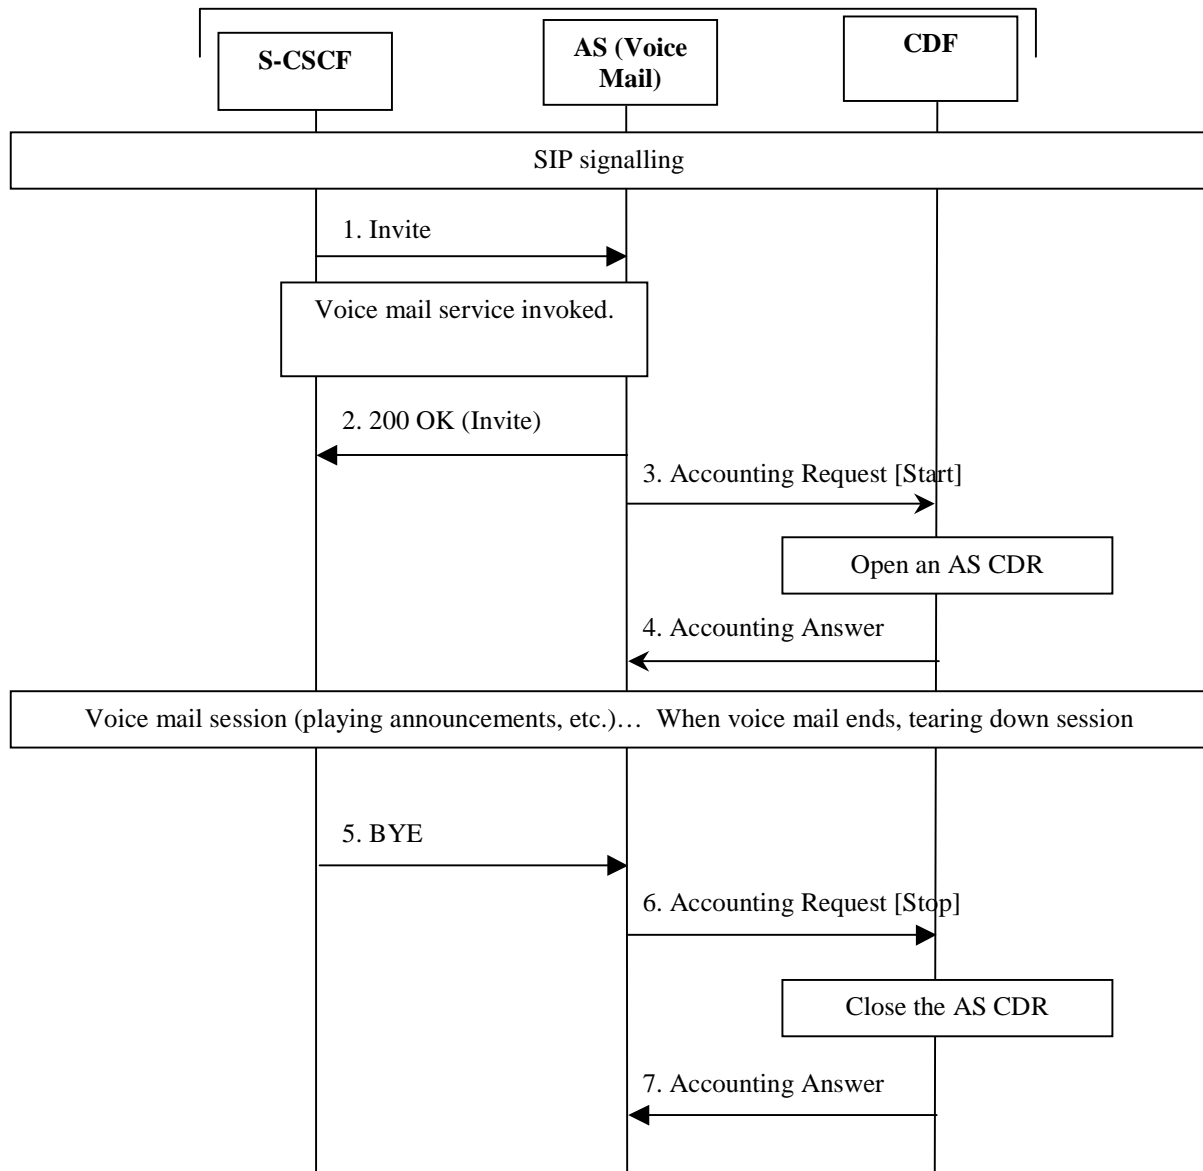 S-CSCF
AS (Voice
Mail)
CDF
SIP signalling
1. Invite
Voice mail service invoked.
2. 200 OK (Invite)
3. Accounting Request [Start]
Open an AS CDR
4. Accounting Answer
Voice mail session (playing announcements, etc.)… When voice mail ends, tearing down session
5. BYE
6. Accounting Request [Stop]
Close the AS CDR
7. Accounting Answer